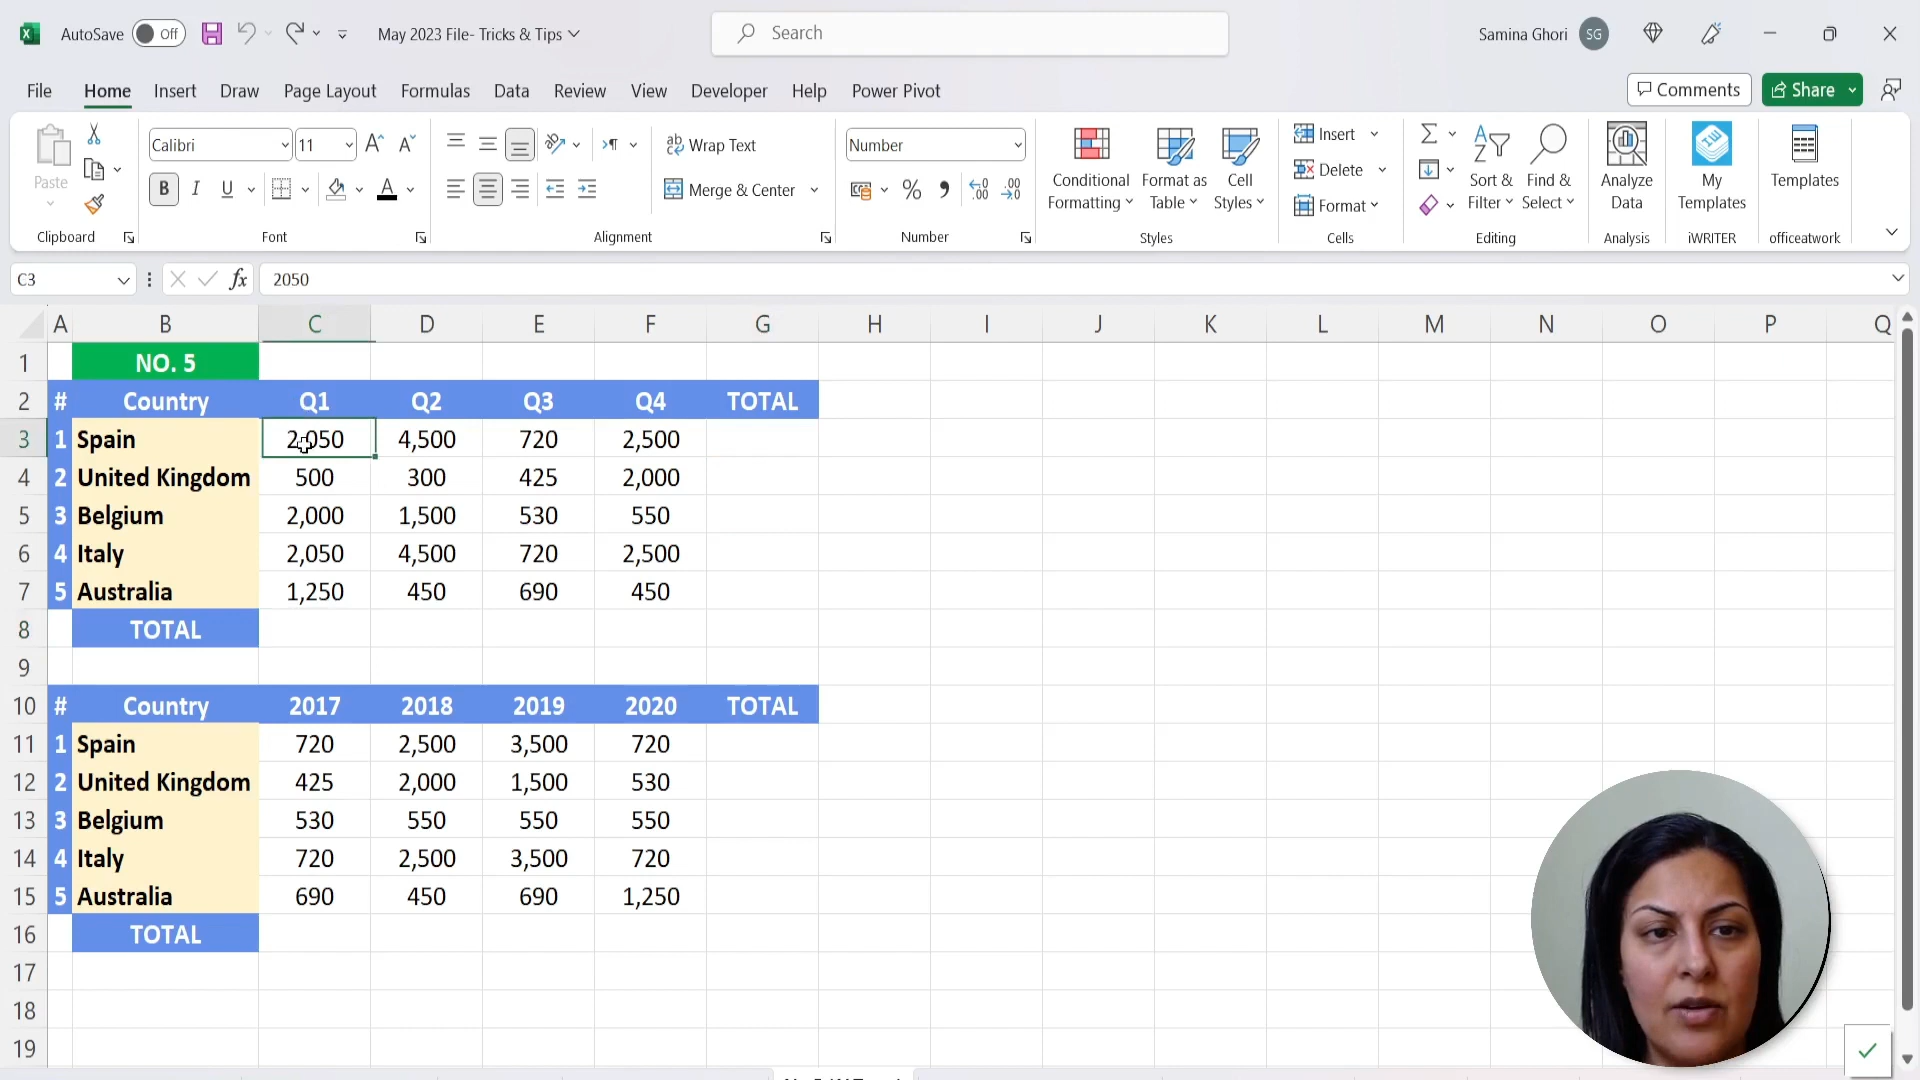 AutoSave Off May 2023 File- Tricks & Tips Search Samina Ghori SG
File Home Insert Draw Page Layout Formulas Data Review View Developer Help Power Pivot Comments Share
Paste Calibri 11 Wrap Text Merge & Center Number Conditional Formatting Format as Table Cell Styles Insert Delete Format Sort & Filter Find & Select Analyze Data My Templates Templates
Clipboard Font Alignment Number Styles Cells Editing Analysis iWRITER officeatwork
C3 fx 2050
A B C D E F G H I J K L M N O P Q
1 NO. 5
2 # Country Q1 Q2 Q3 Q4 TOTAL
3 1 Spain 2,050 4,500 720 2,500
4 2 United Kingdom 500 300 425 2,000
5 3 Belgium 2,000 1,500 530 550
6 4 Italy 2,050 4,500 720 2,500
7 5 Australia 1,250 450 690 450
8 TOTAL
9
10 # Country 2017 2018 2019 2020 TOTAL
11 1 Spain 720 2,500 3,500 720
12 2 United Kingdom 425 2,000 1,500 530
13 3 Belgium 530 550 550 550
14 4 Italy 720 2,500 3,500 720
15 5 Australia 690 450 690 1,250
16 TOTAL
17
18
19